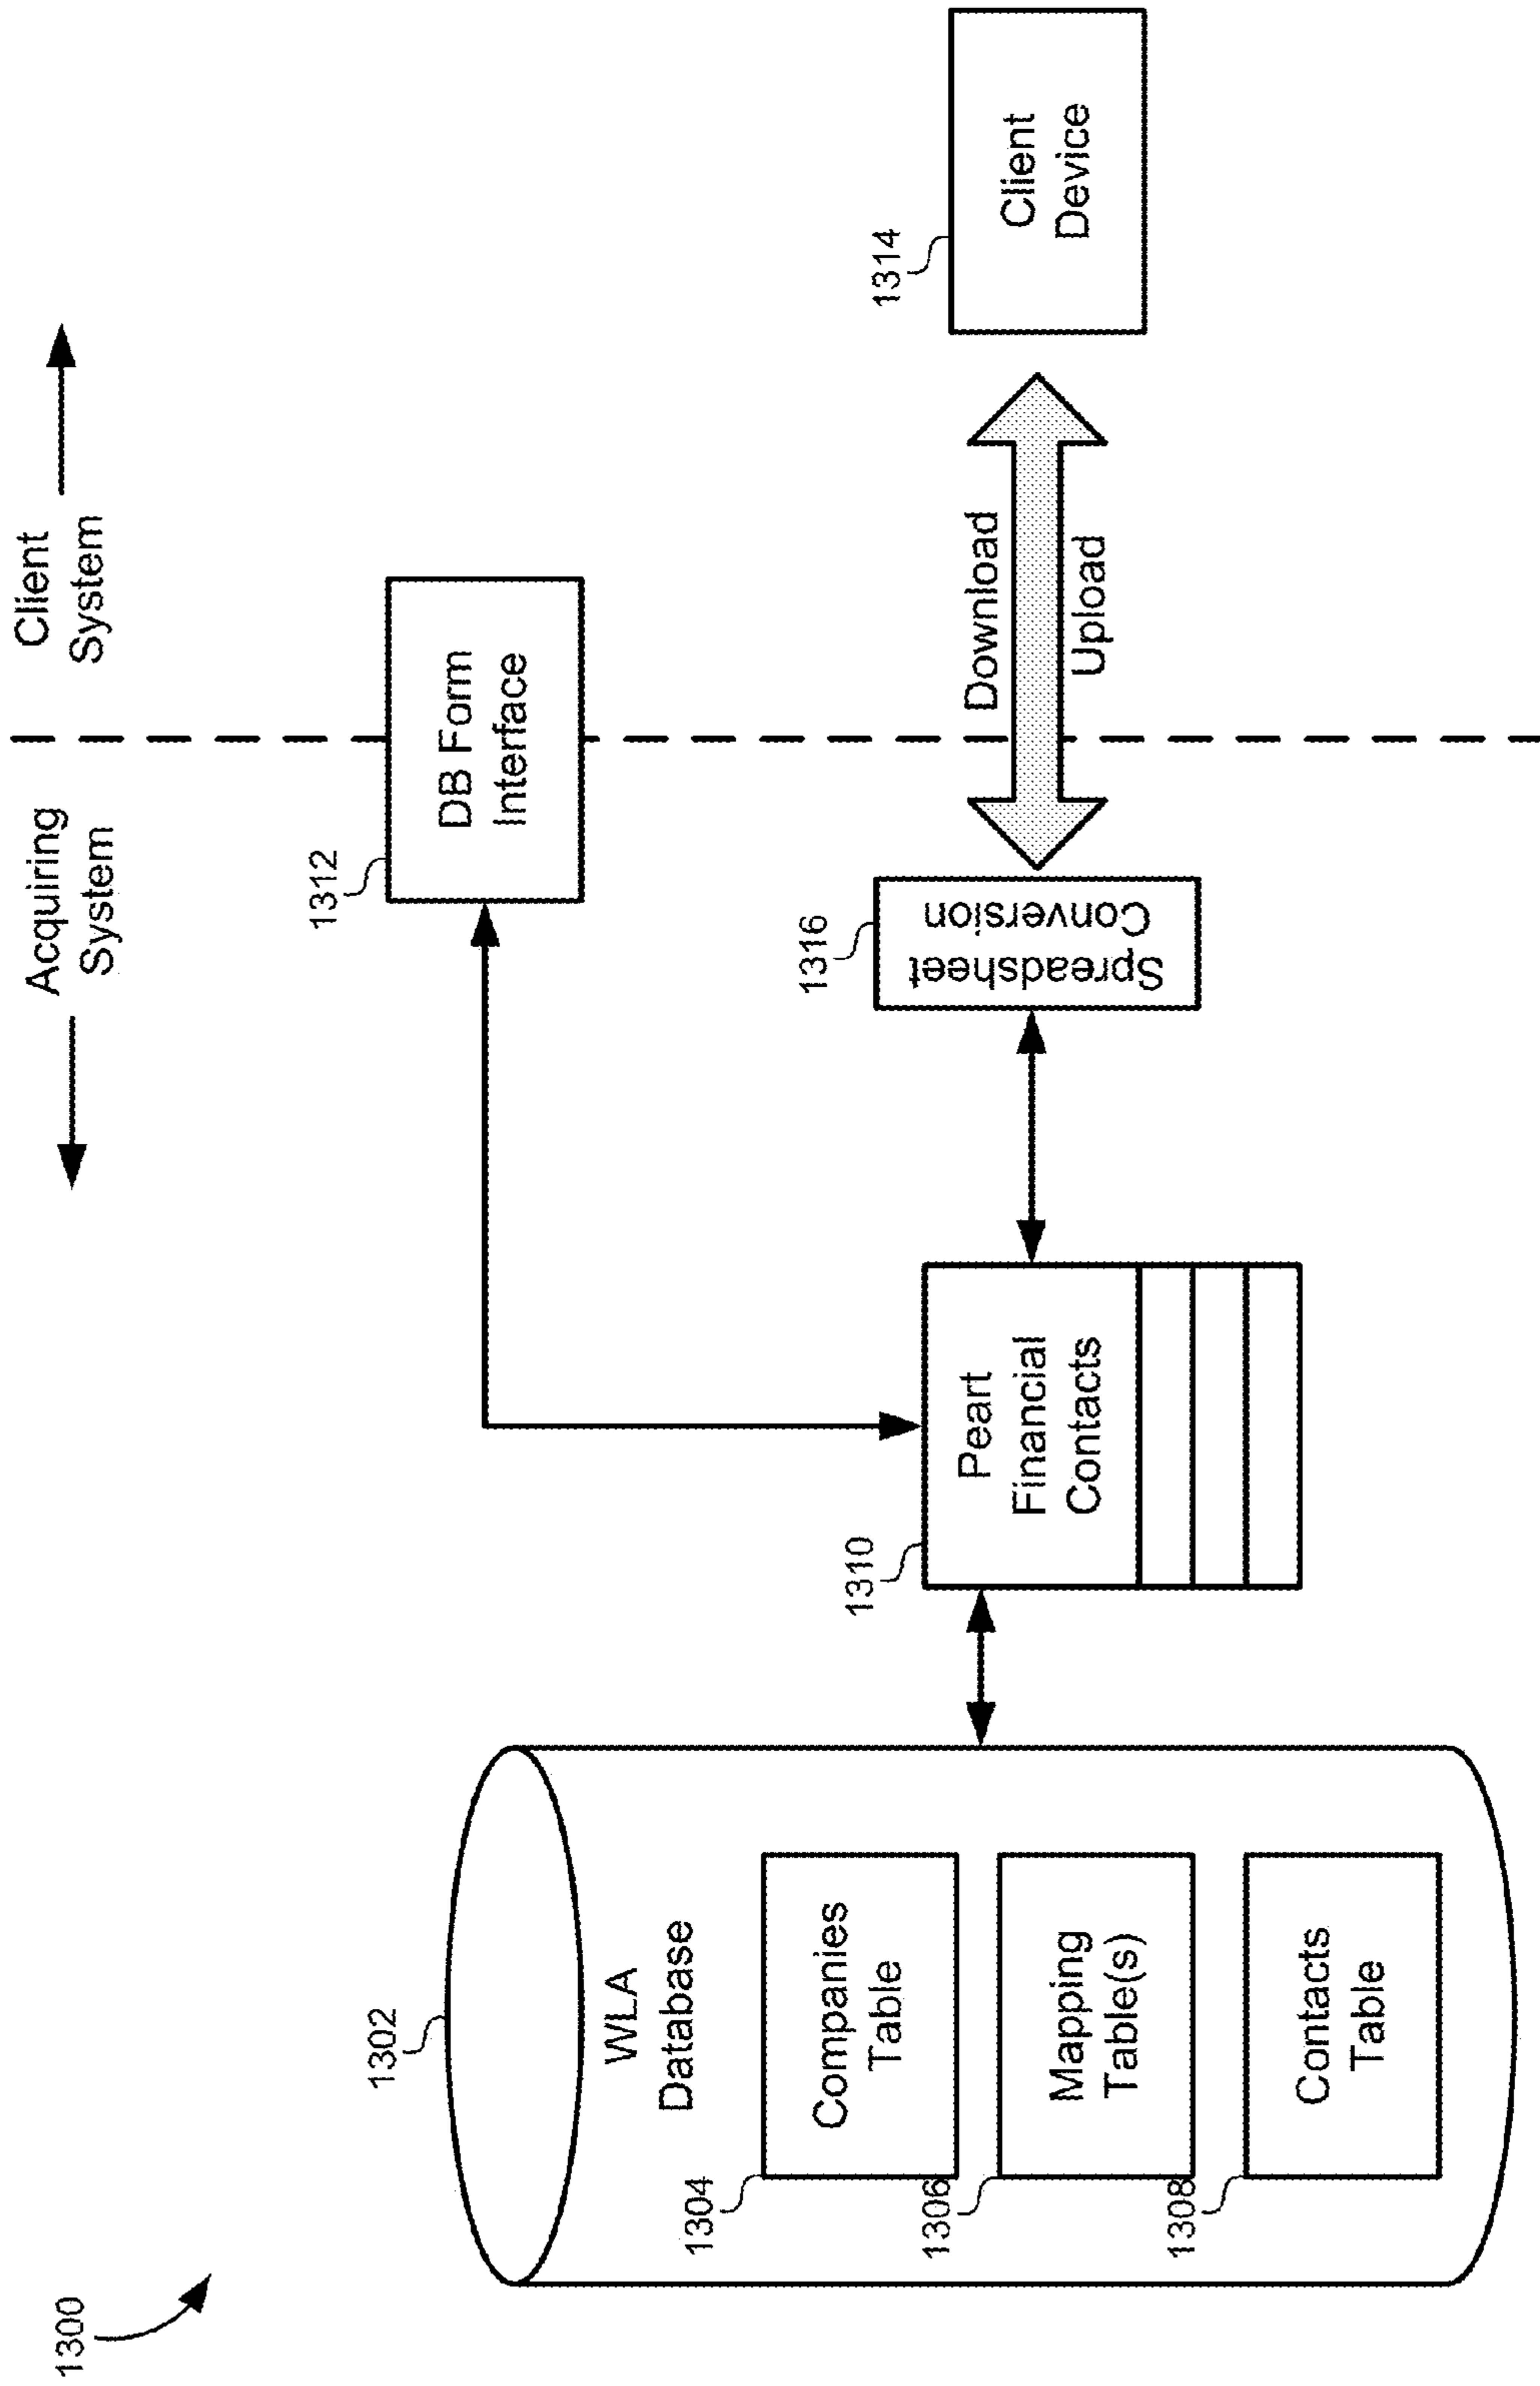 1300
Acquiring
System
Client
System
1302
WLA
Database
1304
Companies
Table
1306
Mapping
Table(s)
1308
Contacts
Table
1310
Peart
Financial
Contacts
1312
DB Form
Interface
1316
Spreadsheet
Conversion
Download
Upload
1314
Client
Device